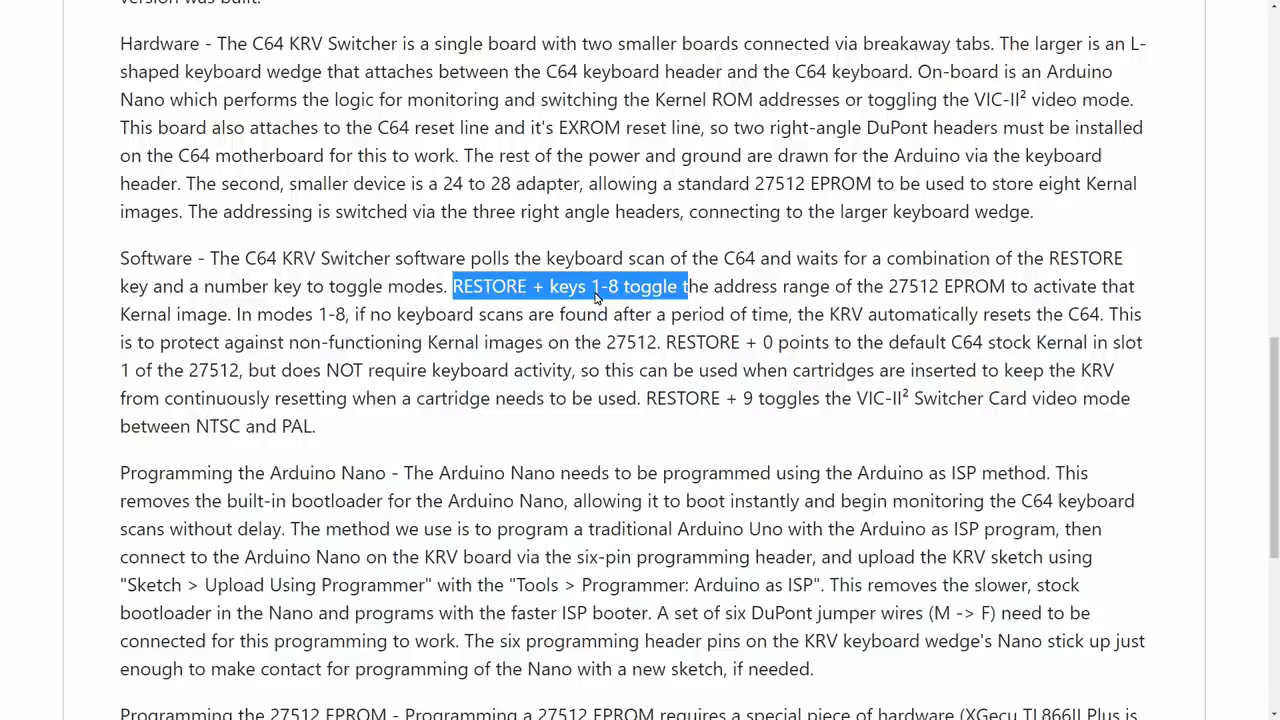 version was built.
Hardware - The C64 KRV Switcher is a single board with two smaller boards connected via breakaway tabs. The larger is an L-
shaped keyboard wedge that attaches between the C64 keyboard header and the C64 keyboard. On-board is an Arduino
Nano which performs the logic for monitoring and switching the Kernel ROM addresses or toggling the VIC-II² video mode.
This board also attaches to the C64 reset line and it's EXROM reset line, so two right-angle DuPont headers must be installed
on the C64 motherboard for this to work. The rest of the power and ground are drawn for the Arduino via the keyboard
header. The second, smaller device is a 24 to 28 adapter, allowing a standard 27512 EPROM to be used to store eight Kernal
images. The addressing is switched via the three right angle headers, connecting to the larger keyboard wedge.
Software - The C64 KRV Switcher software polls the keyboard scan of the C64 and waits for a combination of the RESTORE
key and a number key to toggle modes. RESTORE + keys 1-8 toggle the address range of the 27512 EPROM to activate that
Kernal image. In modes 1-8, if no keyboard scans are found after a period of time, the KRV automatically resets the C64. This
is to protect against non-functioning Kernal images on the 27512. RESTORE + 0 points to the default C64 stock Kernal in slot
1 of the 27512, but does NOT require keyboard activity, so this can be used when cartridges are inserted to keep the KRV
from continuously resetting when a cartridge needs to be used. RESTORE + 9 toggles the VIC-II² Switcher Card video mode
between NTSC and PAL.
Programming the Arduino Nano - The Arduino Nano needs to be programmed using the Arduino as ISP method. This
removes the built-in bootloader for the Arduino Nano, allowing it to boot instantly and begin monitoring the C64 keyboard
scans without delay. The method we use is to program a traditional Arduino Uno with the Arduino as ISP program, then
connect to the Arduino Nano on the KRV board via the six-pin programming header, and upload the KRV sketch using
"Sketch > Upload Using Programmer" with the "Tools > Programmer: Arduino as ISP". This removes the slower, stock
bootloader in the Nano and programs with the faster ISP booter. A set of six DuPont jumper wires (M -> F) need to be
connected for this programming to work. The six programming header pins on the KRV keyboard wedge's Nano stick up just
enough to make contact for programming of the Nano with a new sketch, if needed.
Programming the 27512 EPROM - Programming a 27512 EPROM requires a special piece of hardware (XGecu TL866II Plus is